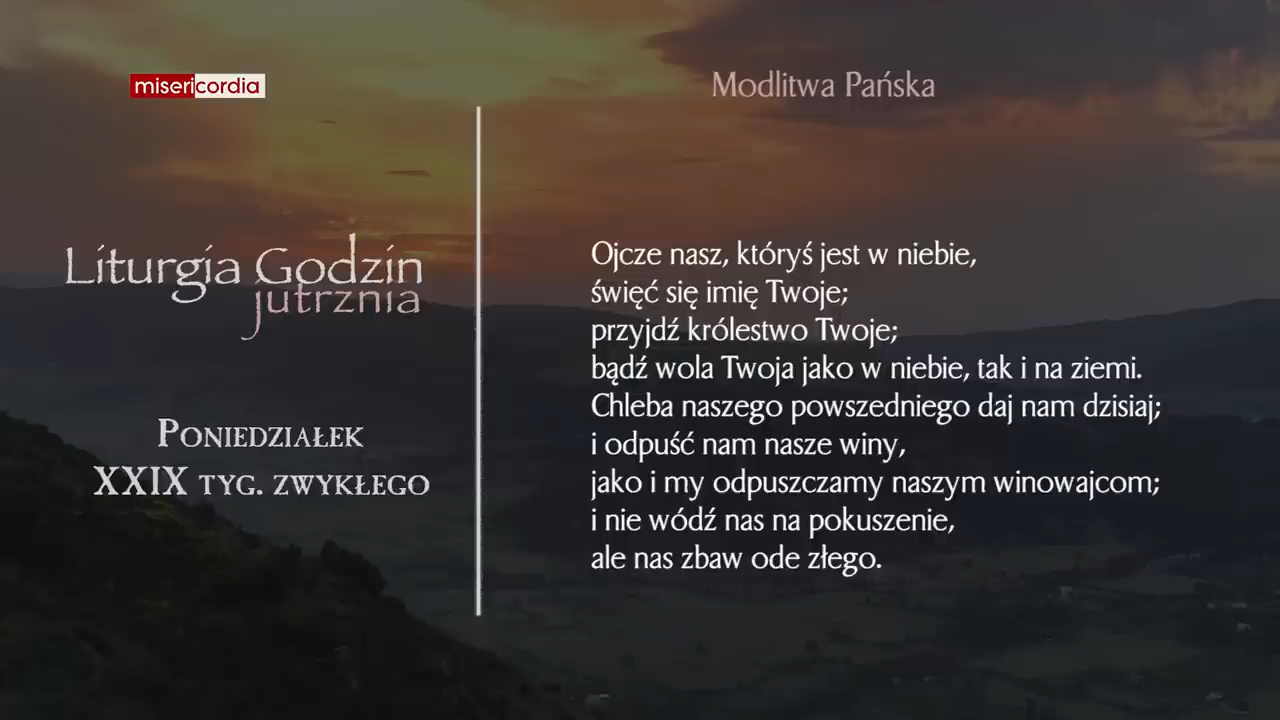 misericordia
Liturgia Godzin
jutrznia
Poniedziałek
XXIX tyg. zwykłego
Modlitwa Pańska
Ojcze nasz, któryś jest w niebie,
święć się imię Twoje;
przyjdź królestwo Twoje;
bądź wola Twoja jako w niebie, tak i na ziemi.
Chleba naszego powszedniego daj nam dzisiaj;
i odpuść nam nasze winy,
jako i my odpuszczamy naszym winowajcom;
i nie wódź nas na pokuszenie,
ale nas zbaw ode złego.